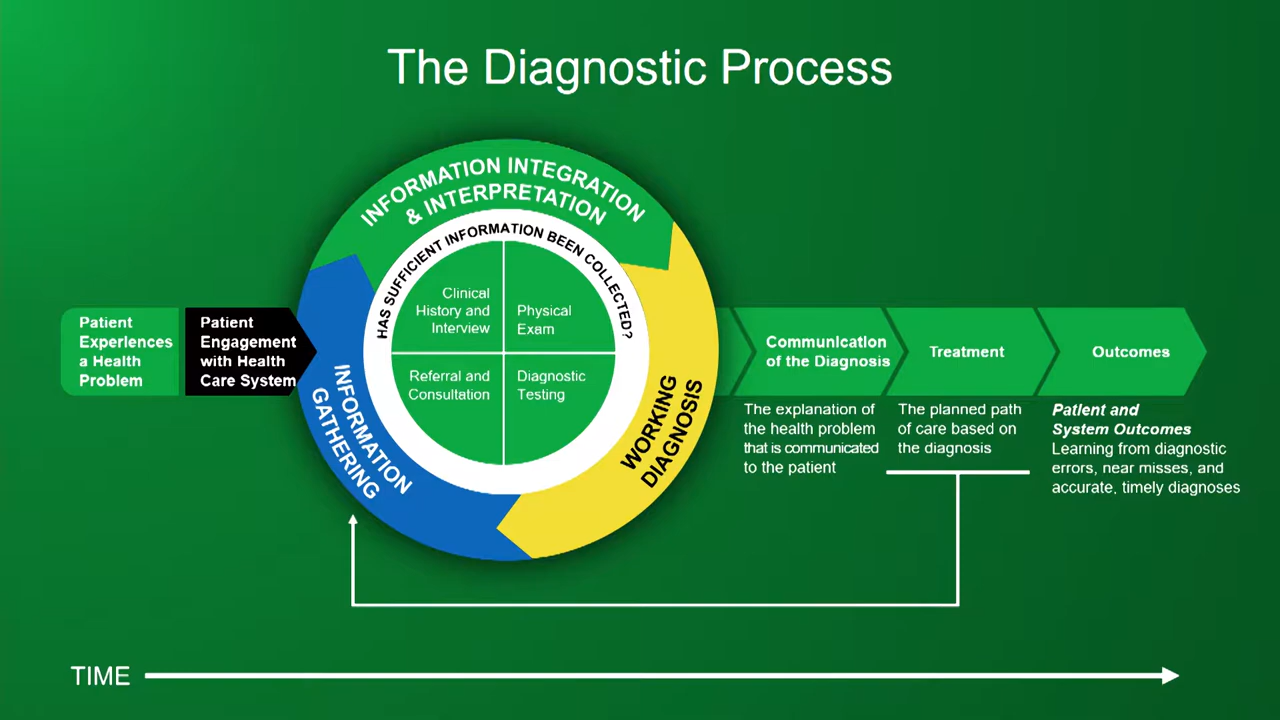 The Diagnostic Process
Patient
Experiences
a Health
Problem
Patient
Engagement
with Health
Care System
INFORMATION INTEGRATION
& INTERPRETATION
HAS SUFFICIENT INFORMATION BEEN COLLECTED?
Clinical
History and
Interview
Physical
Exam
Referral and
Consultation
Diagnostic
Testing
INFORMATION
GATHERING
WORKING
DIAGNOSIS
Communication
of the Diagnosis
The explanation of
the health problem
that is communicated
to the patient
Treatment
The planned path
of care based on
the diagnosis
Outcomes
Patient and
System Outcomes
Learning from diagnostic
errors, near misses, and
accurate, timely diagnoses
TIME